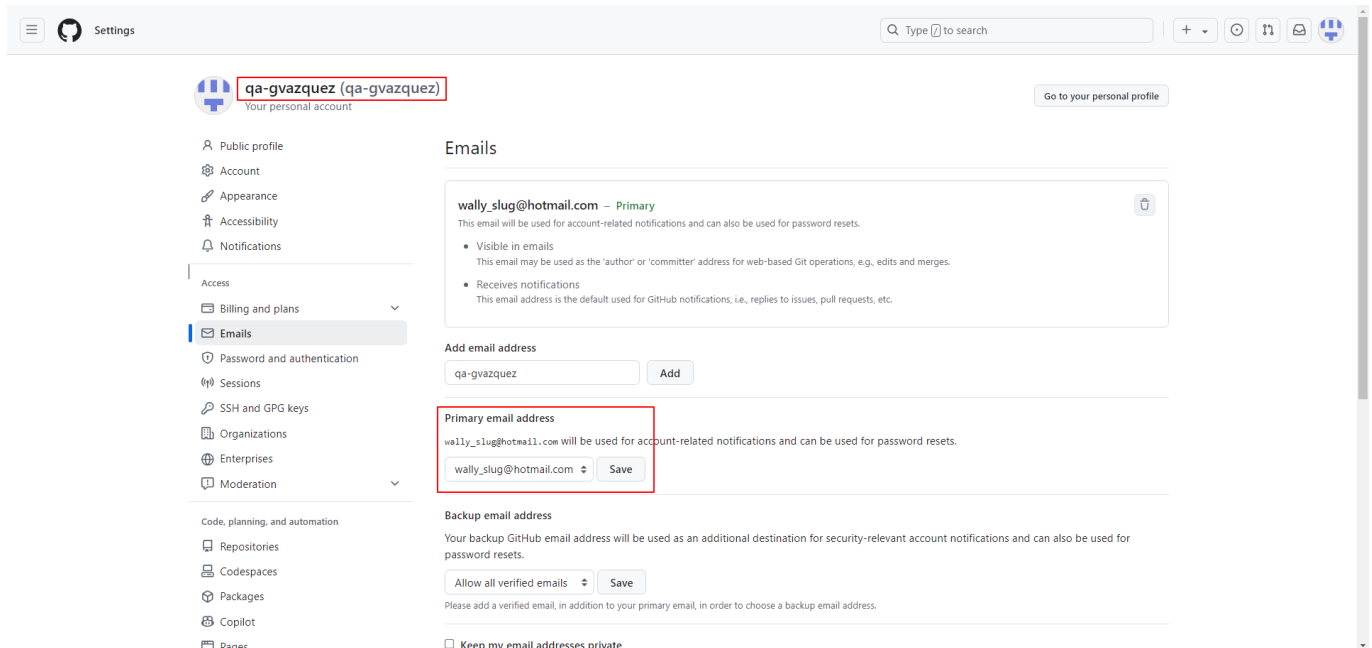 Settings
Type / to search
qa-gvazquez (qa-gvazquez)
Your personal account
Go to your personal profile
Public profile
Account
Appearance
Accessibility
Notifications
Access
Billing and plans
Emails
Password and authentication
Sessions
SSH and GPG keys
Organizations
Enterprises
Moderation
Code, planning, and automation
Repositories
Codespaces
Packages
Copilot
Pages
Emails
wally_slug@hotmail.com – Primary
This email will be used for account-related notifications and can also be used for password resets.
• Visible in emails
This email may be used as the 'author' or 'committer' address for web-based Git operations, e.g., edits and merges.
• Receives notifications
This email address is the default used for GitHub notifications, i.e., replies to issues, pull requests, etc.
Add email address
qa-gvazquez Add
Primary email address
wally_slug@hotmail.com will be used for account-related notifications and can be used for password resets.
wally_slug@hotmail.com Save
Backup email address
Your backup GitHub email address will be used as an additional destination for security-relevant account notifications and can also be used for
password resets.
Allow all verified emails Save
Please add a verified email, in addition to your primary email, in order to choose a backup email address.
Keep my email addresses private